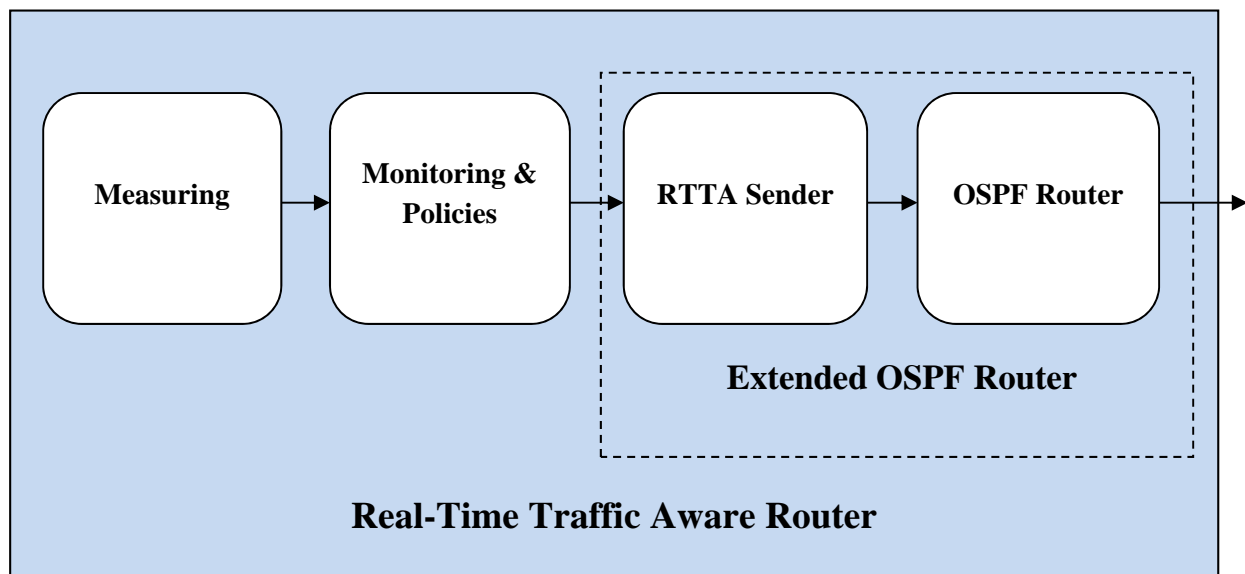 Measuring
Monitoring &
Policies
RTTA Sender
OSPF Router
Extended OSPF Router
Real-Time Traffic Aware Router